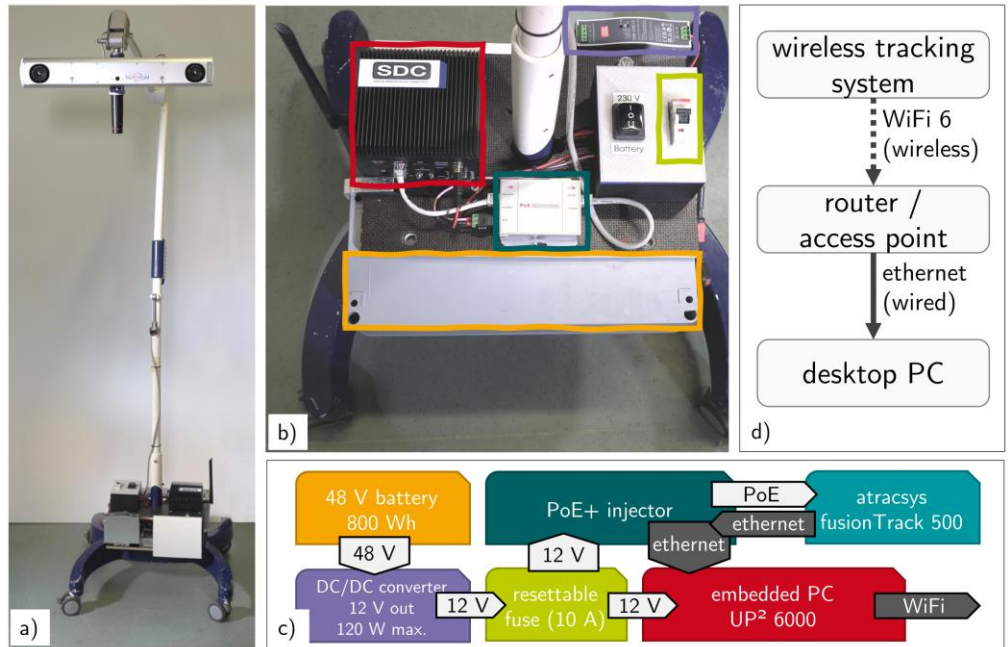 a)
SDC
230 V
Battery
PoE
b)
wireless tracking
system
WiFi 6
(wireless)
router /
access point
ethernet
(wired)
desktop PC
d)
48 V battery
800 Wh
PoE+ injector
PoE
ethernet
atracsys
fusionTrack 500
48 V
12 V
ethernet
DC/DC converter
12 V out
120 W max.
12 V
resettable
fuse (10 A)
12 V
embedded PC
UP² 6000
WiFi
c)